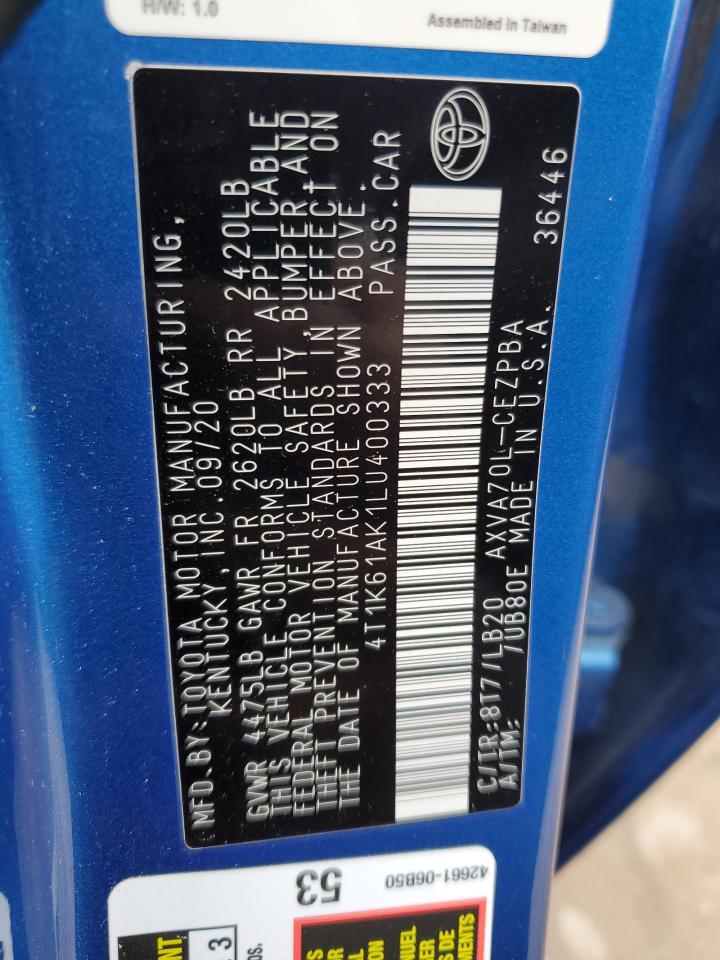 H/W: 1.0
Assembled in Taiwan
MFD. BY: TOYOTA MOTOR MANUFACTURING,
KENTUCKY, INC. 09/20
GVWR 4475LB GAWR FR 2620LB RR 2420LB
THIS VEHICLE CONFORMS TO ALL APPLICABLE
FEDERAL MOTOR VEHICLE SAFETY, BUMPER AND
THEFT PREVENTION STANDARDS IN EFFECT ON
THE DATE OF MANUFACTURE SHOWN ABOVE.
4T1K61AK1LU400333 PASS.CAR
C/TR: 817/LB20 AXVA70L-CEZPBA
A/TM: /UB80E MADE IN U.S.A. 36446
53
42661-06B50
3